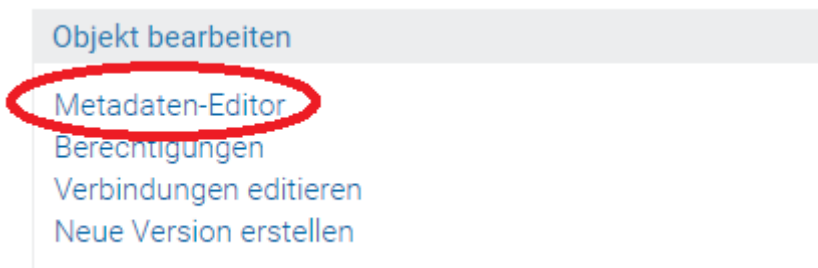 Objekt bearbeiten
Metadaten-Editor
Berechtigungen
Verbindungen editieren
Neue Version erstellen